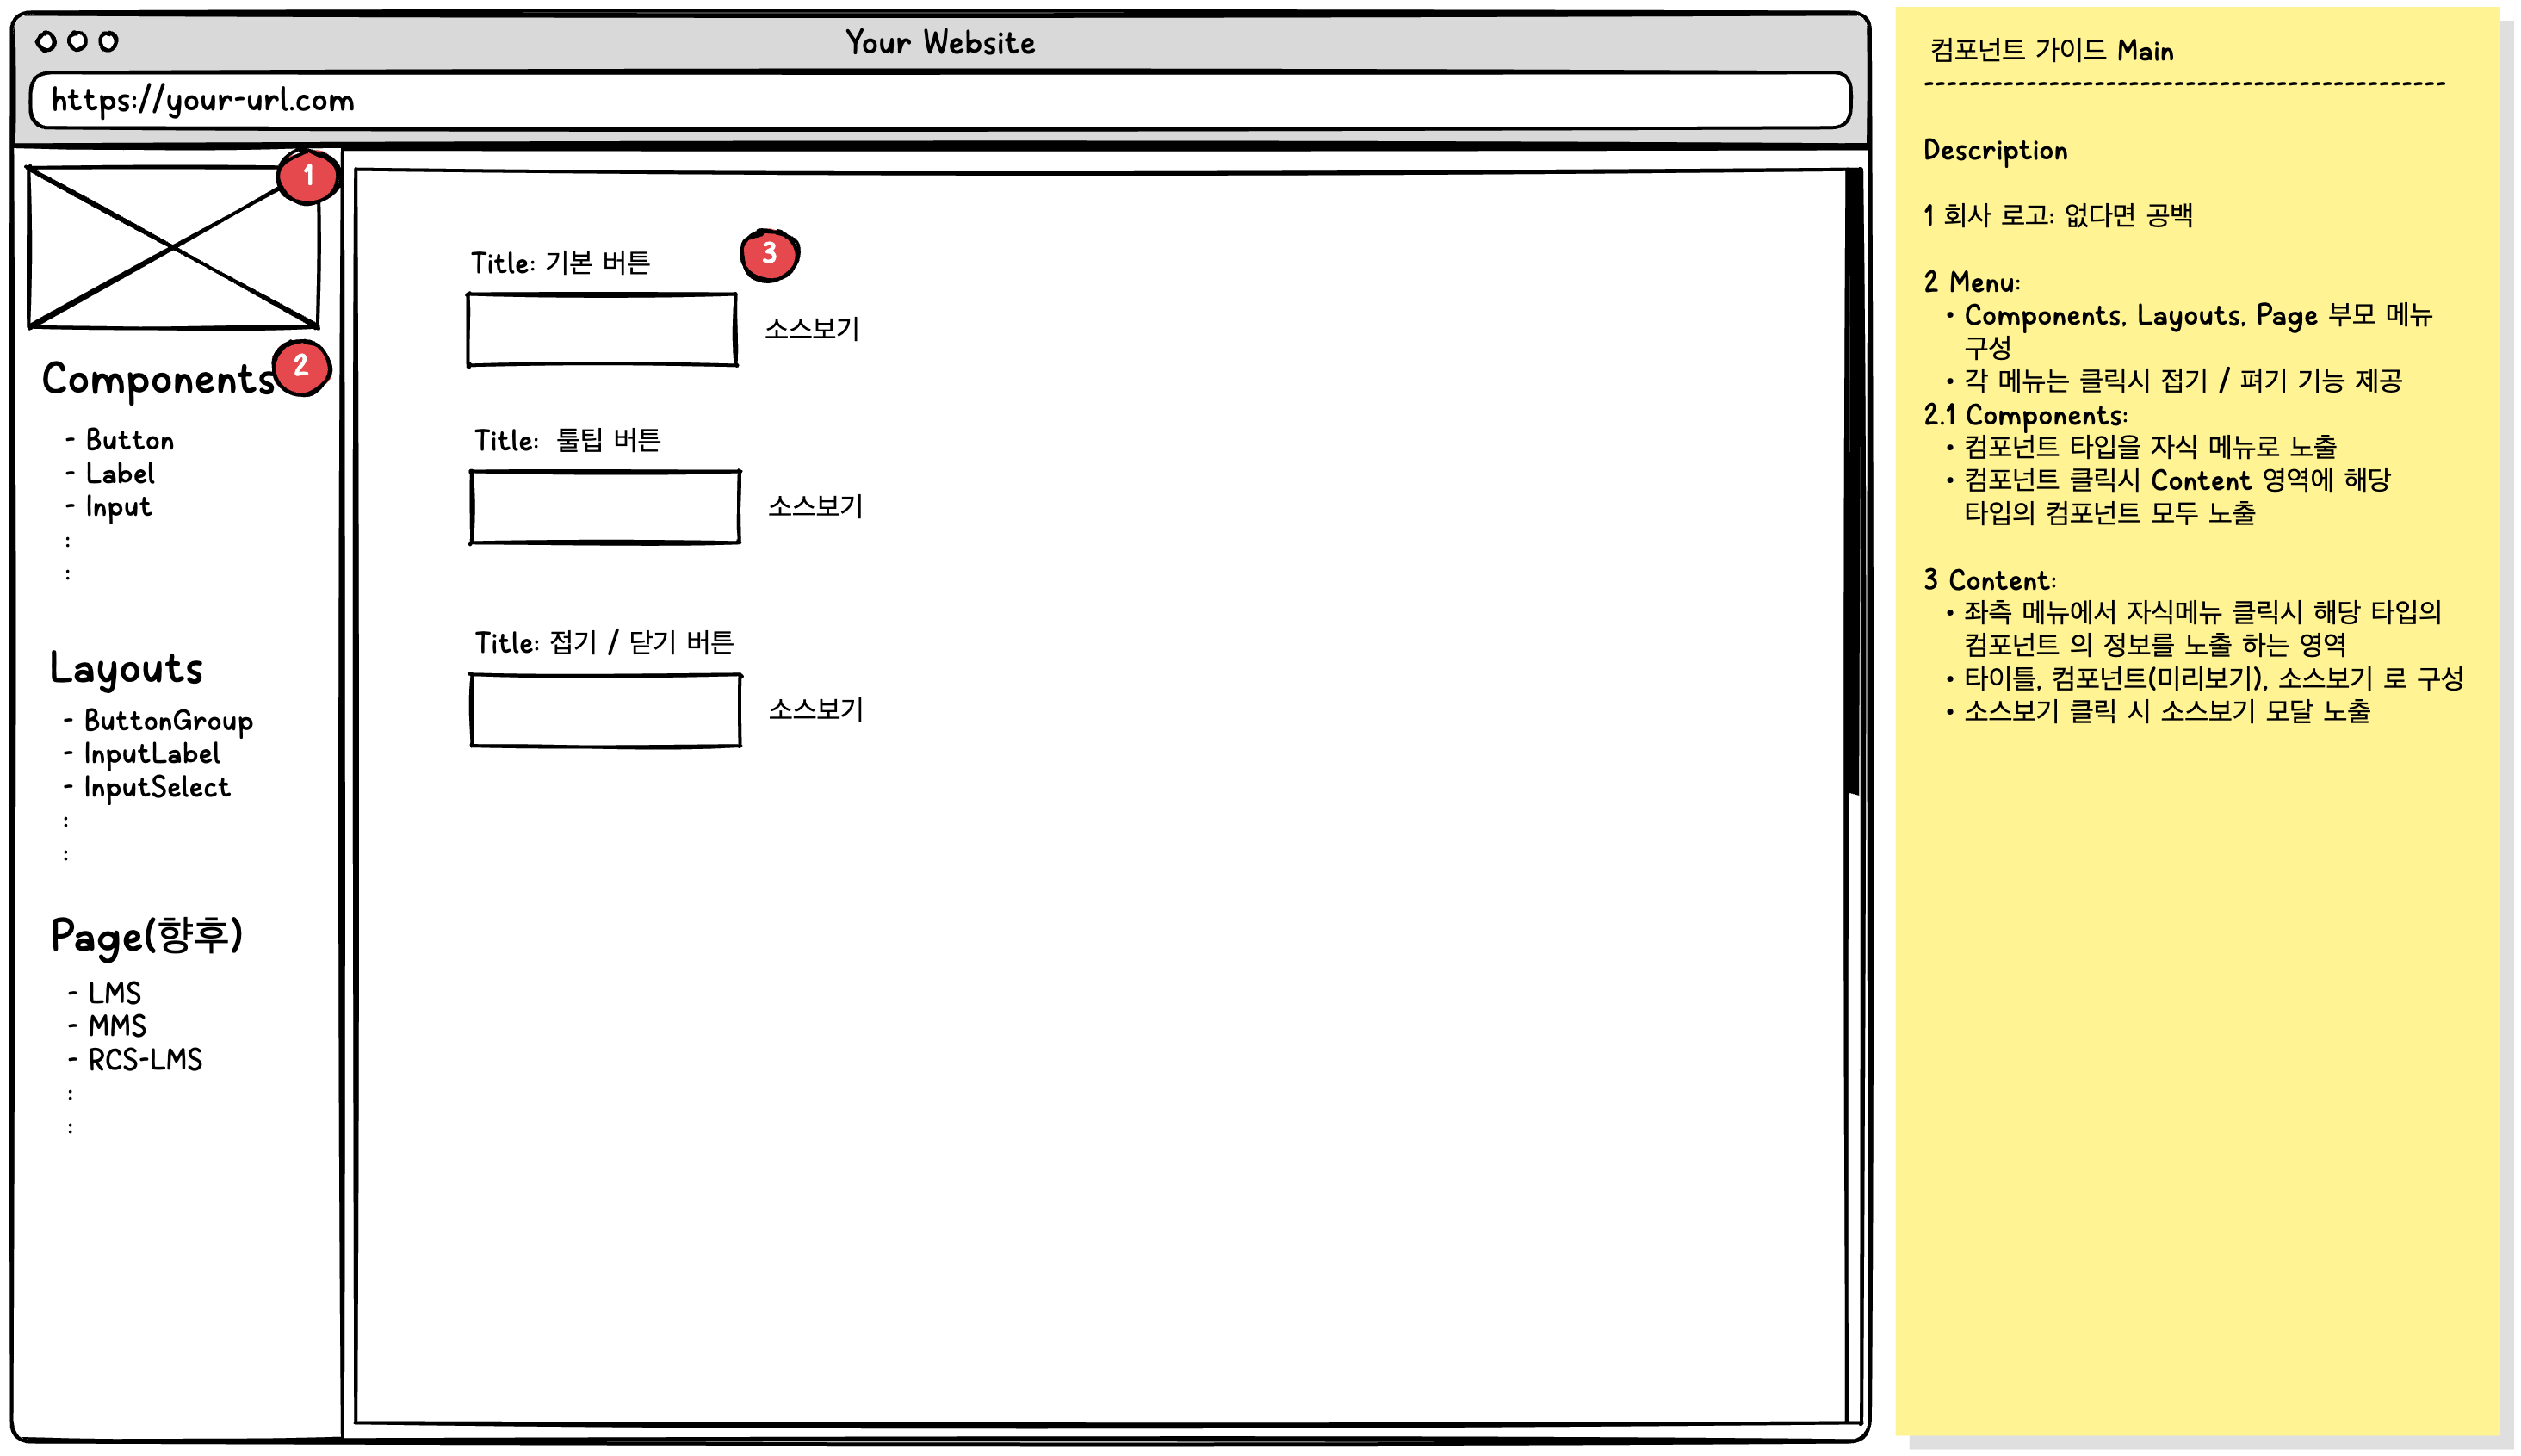 Your Website
https://your-url.com
1
2
Components
- Button
- Label
- Input
:
:
Layouts
- ButtonGroup
- InputLabel
- InputSelect
:
:
Page(향후)
- LMS
- MMS
- RCS-LMS
:
:
Title: 기본 버튼
3
소스보기
Title: 툴팁 버튼
소스보기
Title: 접기 / 닫기 버튼
소스보기
컴포넌트 가이드 Main
-----------------------------------------------
Description
1 회사 로고: 없다면 공백
2 Menu:
• Components, Layouts, Page 부모 메뉴
구성
• 각 메뉴는 클릭시 접기 / 펴기 기능 제공
2.1 Components:
• 컴포넌트 타입을 자식 메뉴로 노출
• 컴포넌트 클릭시 Content 영역에 해당
타입의 컴포넌트 모두 노출
3 Content:
• 좌측 메뉴에서 자식메뉴 클릭시 해당 타입의
컴포넌트 의 정보를 노출 하는 영역
• 타이틀, 컴포넌트(미리보기), 소스보기 로 구성
• 소스보기 클릭 시 소스보기 모달 노출